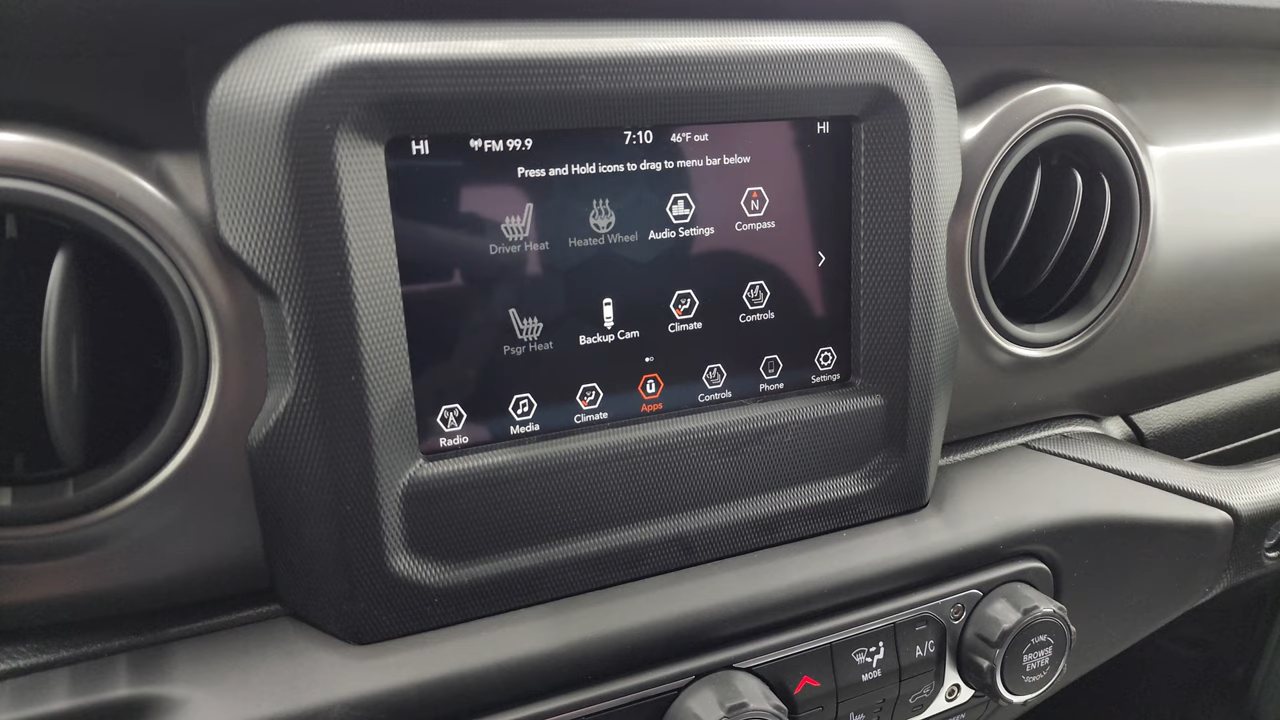 HI FM 99.9 7:10 46°F out HI
Press and Hold icons to drag to menu bar below
Driver Heat Heated Wheel Audio Settings N Compass
Psgr Heat Backup Cam Climate Controls
Radio Media Climate Apps Controls Phone Settings
MODE A/C
TUNE
BROWSE
ENTER
SCROLL